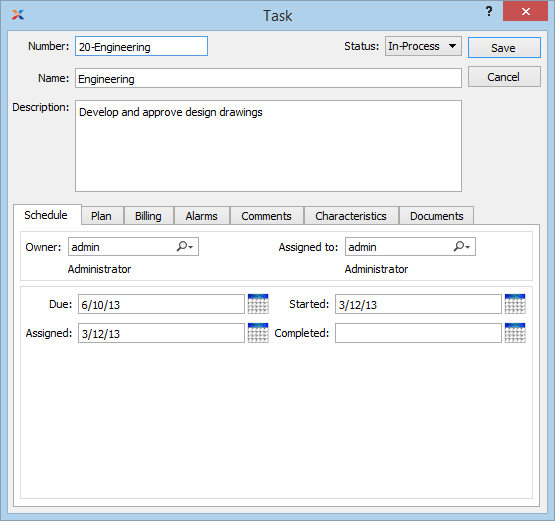 Task ?
Number: 20-Engineering Status: In-Process Save
Name: Engineering Cancel
Description: Develop and approve design drawings
Schedule Plan Billing Alarms Comments Characteristics Documents
Owner: admin Assigned to: admin
Administrator Administrator
Due: 6/10/13 Started: 3/12/13
Assigned: 3/12/13 Completed: